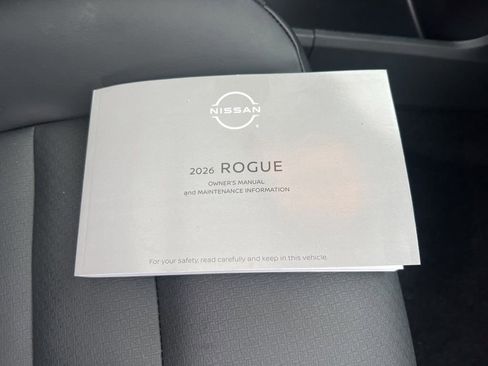 NISSAN
2026 ROGUE
OWNER'S MANUAL
and MAINTENANCE INFORMATION
For your safety, read carefully and keep in this vehicle.